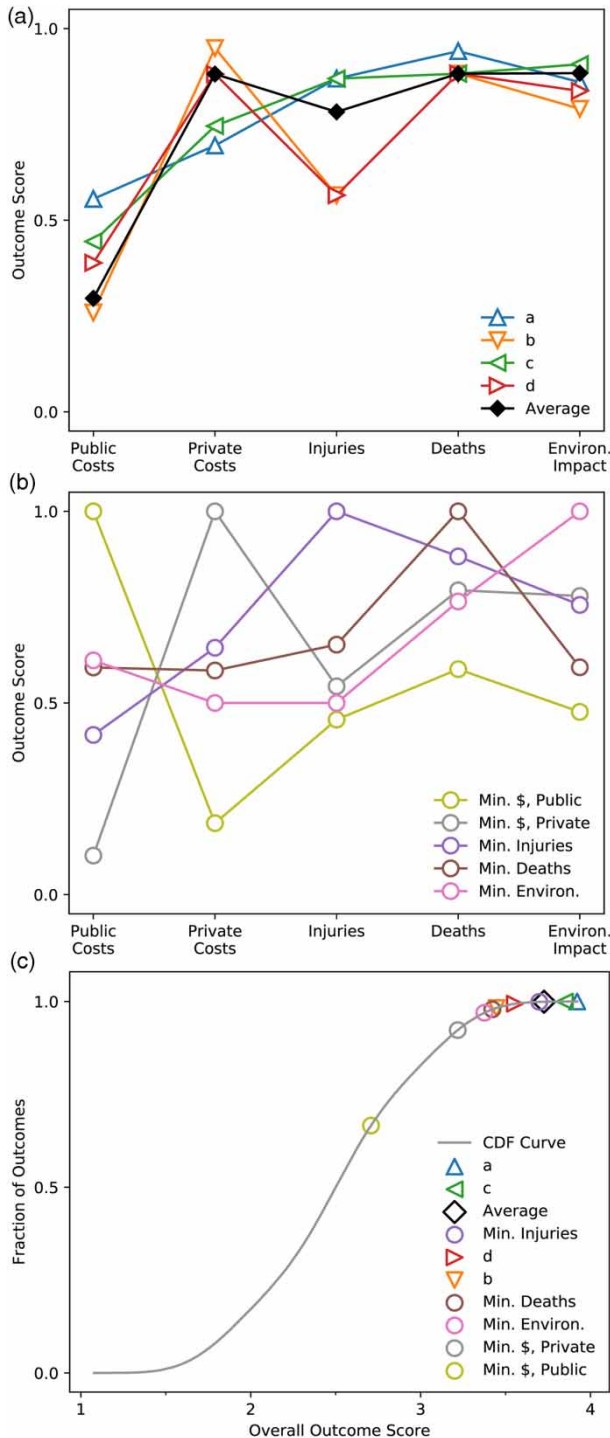 (a)
1.0
Outcome Score
0.5
a
b
c
d
Average
0.0
Public
Costs
Private
Costs
Injuries
Deaths
Environ.
Impact
(b)
1.0
Outcome Score
0.5
Min. $, Public
Min. $, Private
Min. Injuries
Min. Deaths
Min. Environ.
0.0
Public
Costs
Private
Costs
Injuries
Deaths
Environ.
Impact
(c)
1.0
Fraction of Outcomes
0.5
CDF Curve
a
c
Average
Min. Injuries
d
b
Min. Deaths
Min. Environ.
Min. $, Private
Min. $, Public
0.0
1 2 3 4
Overall Outcome Score